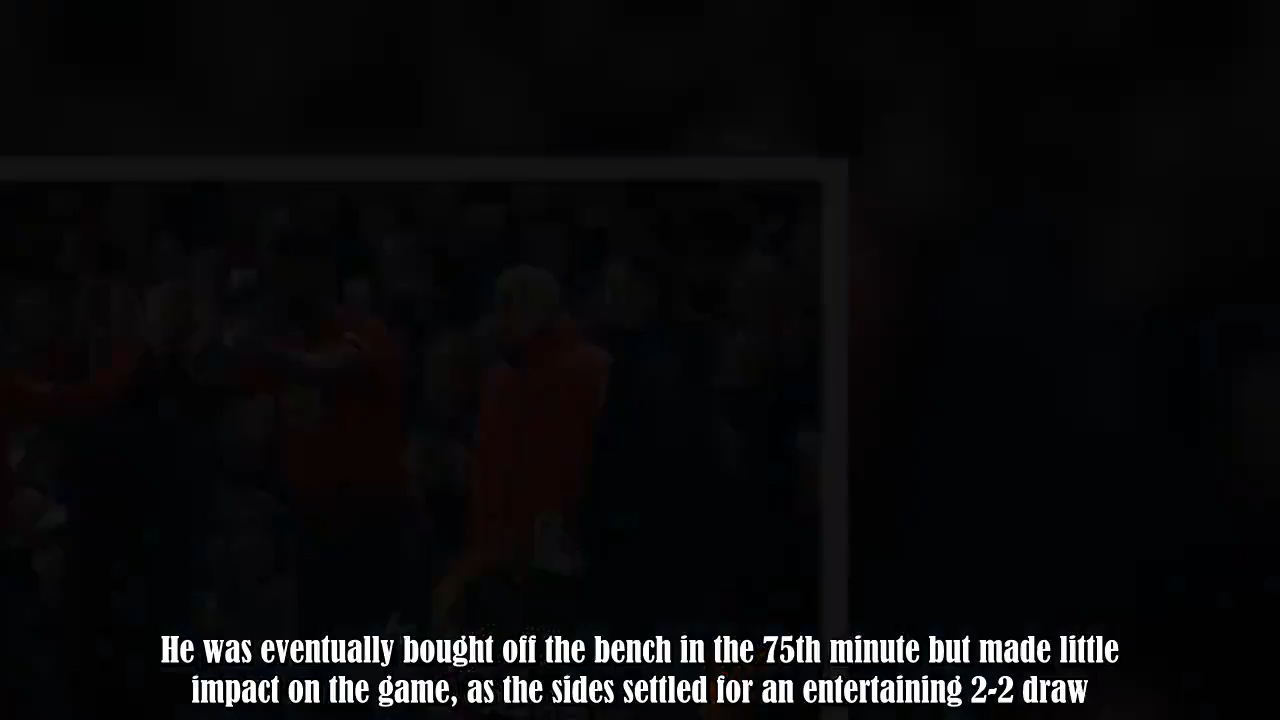 He was eventually bought off the bench in the 75th minute but made little
impact on the game, as the sides settled for an entertaining 2-2 draw